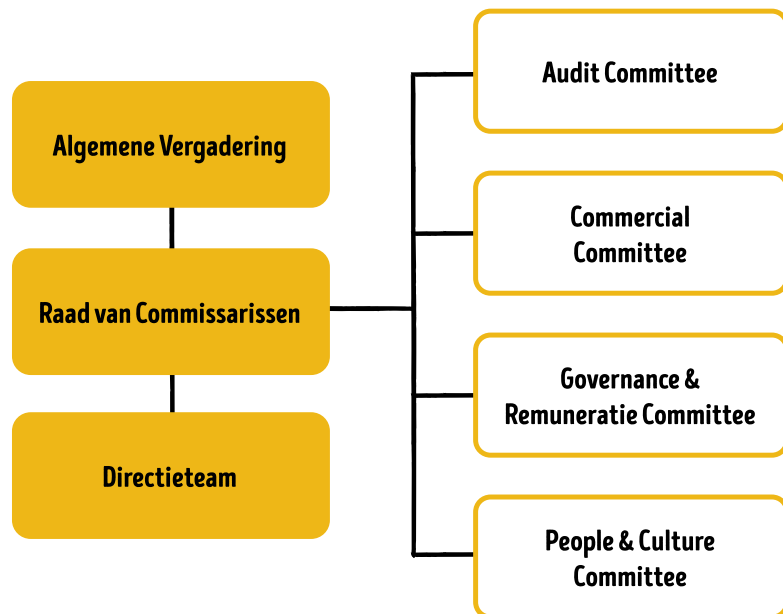 Algemene Vergadering
Raad van Commissarissen
Directieteam
Audit Committee
Commercial
Committee
Governance &
Remuneratie Committee
People & Culture
Committee